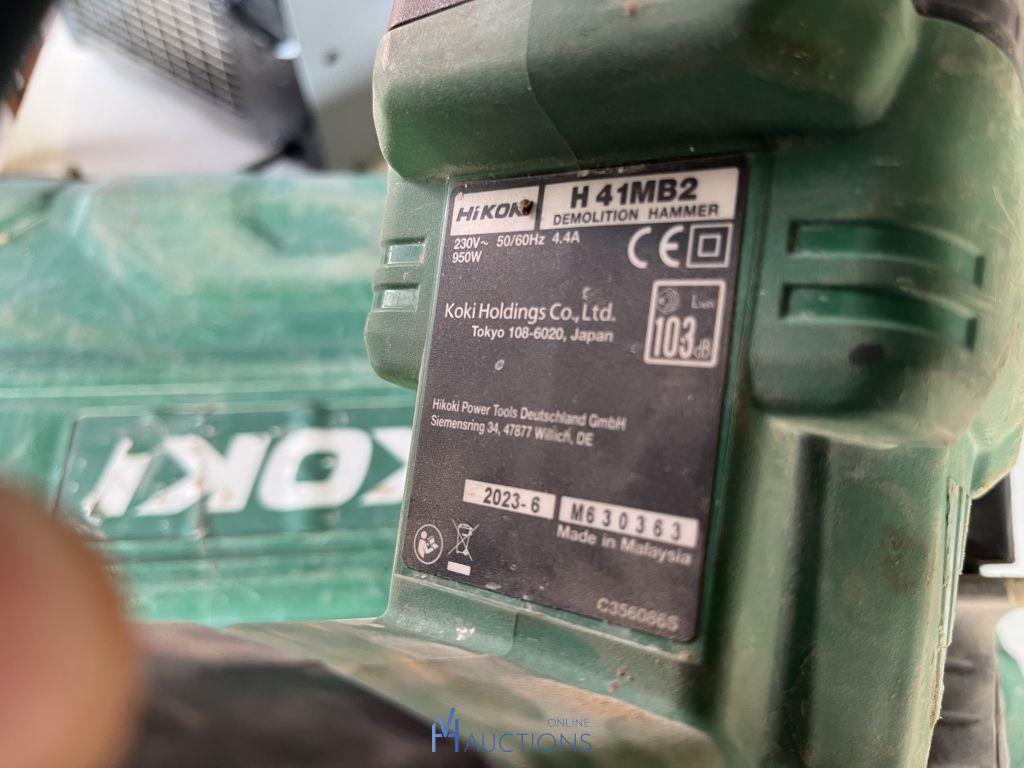 HiKOKI
H 41MB2
DEMOLITION HAMMER
230V~ 50/60Hz 4.4A
950W
CE
Koki Holdings Co., Ltd.
Tokyo 108-6020, Japan
LWA
103 dB
Hikoki Power Tools Deutschland GmbH
Siemensring 34, 47877 Willich, DE
2023-6
M630363
Made in Malaysia
KOKI
ONLINE
AUCTIONS